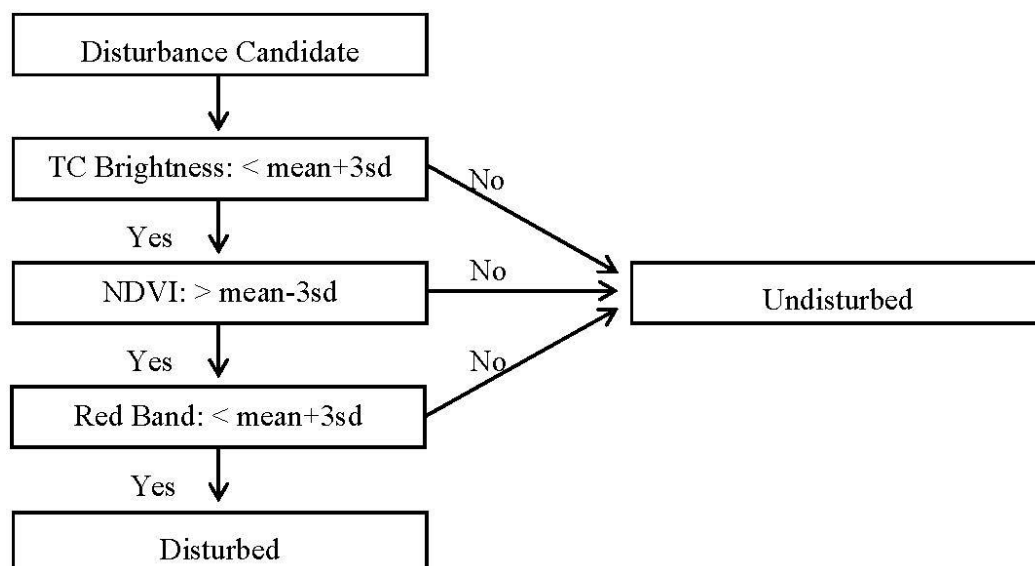 Disturbance Candidate
TC Brightness: < mean+3sd
No
Yes
NDVI: > mean-3sd
No
Undisturbed
Yes
No
Red Band: < mean+3sd
Yes
Disturbed